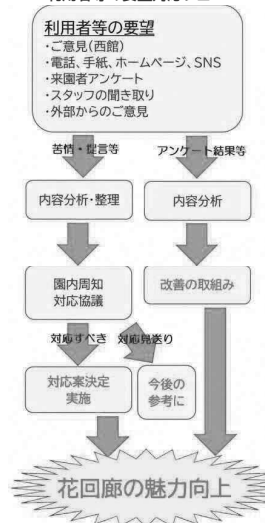 利用者等の要望
・ご意見(西館)
・電話、手紙、ホームページ、SNS
・来園者アンケート
・スタッフの聞き取り
・外部からのご意見
苦情・提言等
アンケート結果等
内容分析・整理
内容分析
園内周知
対応協議
改善の取組み
対応すべき
対応見送り
対応案決定
実施
今後の
参考に
花回廊の魅力向上